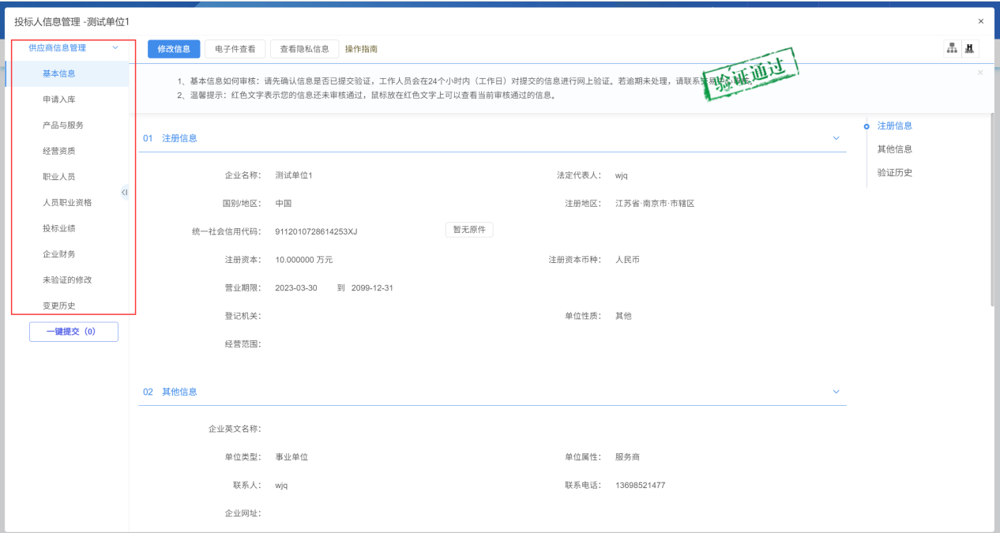 投标人信息管理 -测试单位1
×
供应商信息管理
基本信息
申请入库
产品与服务
经营资质
职业人员
人员职业资格
投标业绩
企业财务
未验证的修改
变更历史
一键提交（0）
修改信息 电子件查看 查看隐私信息 操作指南
1、基本信息如何审核：请先确认信息是否已提交验证，工作人员会在24个小时内（工作日）对提交的信息进行网上验证。若逾期未处理，请联系
2、温馨提示：红色文字表示您的信息还未审核通过，鼠标放在红色文字上可以查看当前审核通过的信息。
验证通过
01 注册信息
企业名称： 测试单位1 法定代表人： wjq
国别/地区： 中国 注册地区： 江苏省·南京市·市辖区
统一社会信用代码： 9112010728614253XJ 暂无原件
注册资本： 10.000000 万元 注册资本币种： 人民币
营业期限： 2023-03-30 到 2099-12-31
登记机关： 单位性质： 其他
经营范围：
02 其他信息
企业英文名称：
单位类型： 事业单位 单位属性： 服务商
联系人： wjq 联系电话： 13698521477
企业网址：
注册信息
其他信息
验证历史